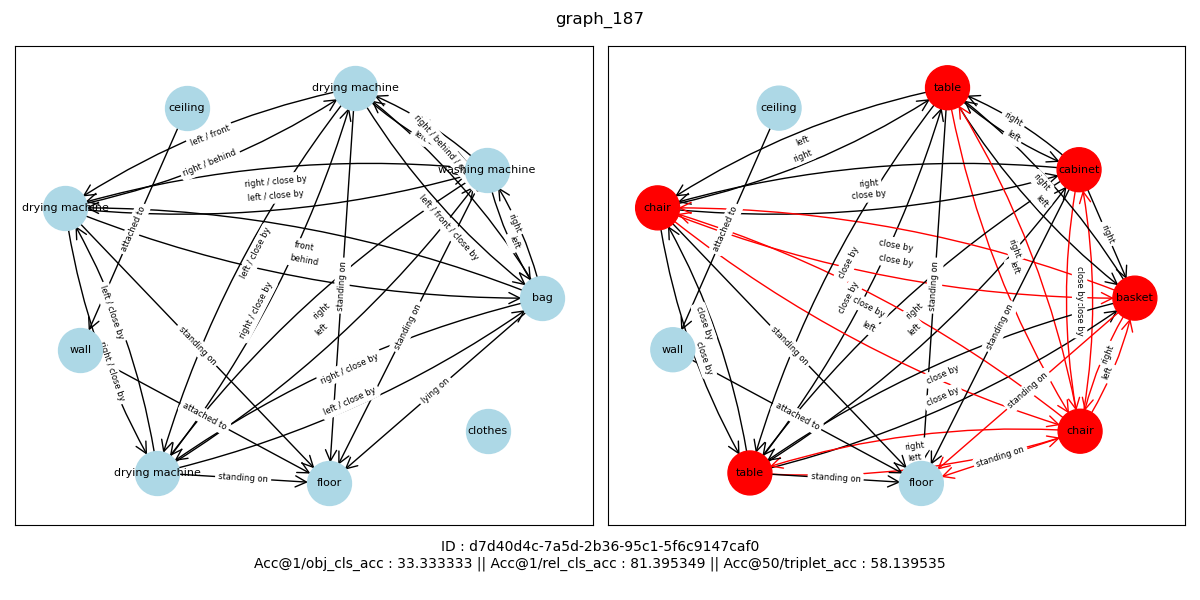 graph_187
drying machine
ceiling
washing machine
drying machine
bag
wall
clothes
drying machine
floor
left / front
right / behind
right / close by
left / close by
attached to
front
behind
left / front / close by
right
left
left / close by
right / close by
standing on
right
left
standing on
left / close by
right / close by
standing on
right / close by
left / close by
lying on
attached to
standing on
table
ceiling
cabinet
chair
basket
wall
chair
table
floor
left
right
right
left
right
close by
right
left
right
attached to
close by
close by
right
left
close by
close by
standing on
close by
close by
close by
left
right
left
close by
close by
standing on
standing on
right
left
close by
close by
standing on
attached to
right
left
standing on
standing on
ID : d7d40d4c-7a5d-2b36-95c1-5f6c9147caf0
Acc@1/obj_cls_acc : 33.333333 || Acc@1/rel_cls_acc : 81.395349 || Acc@50/triplet_acc : 58.139535